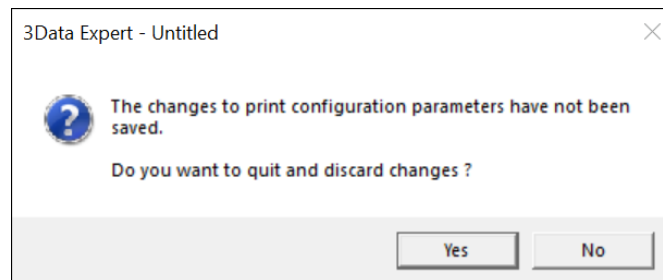 3Data Expert - Untitled
The changes to print configuration parameters have not been
saved.
Do you want to quit and discard changes ?
Yes
No